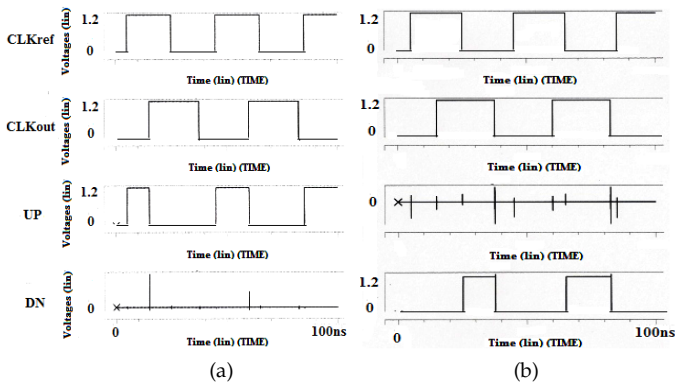 CLKref
Voltages (lin)
1.2
0
Time (lin) (TIME)
1.2
0
Time (lin) (TIME)
CLKout
Voltages (lin)
1.2
0
Time (lin) (TIME)
1.2
0
Time (lin) (TIME)
UP
Voltages (lin)
1.2
0
Time (lin) (TIME)
0
Time (lin) (TIME)
DN
Voltages (lin)
0
0
100ns
Time (lin) (TIME)
1.2
0
0
100ns
Time (lin) (TIME)
(a)
(b)